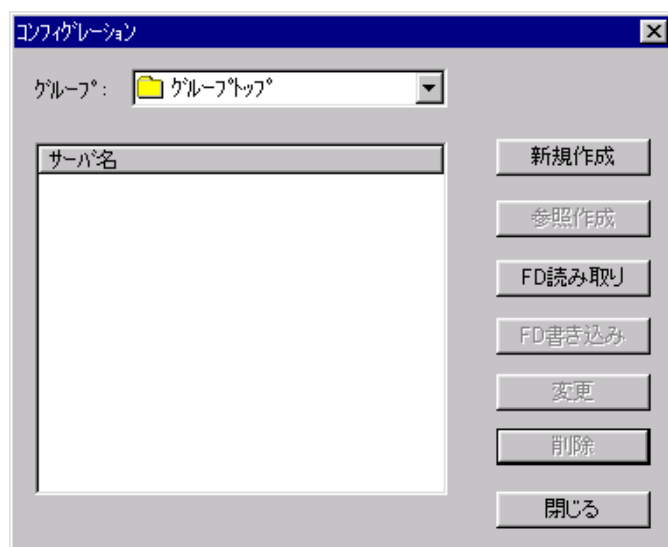 コンフィグレーション
グループ: グループトップ
サーバ名
新規作成
参照作成
FD読み取り
FD書き込み
変更
削除
閉じる